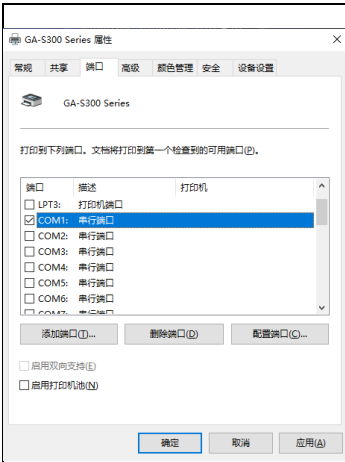 GA-S300 Series 属性
常规 共享 端口 高级 颜色管理 安全 设备设置
GA-S300 Series
打印到下列端口。文档将打印到第一个检查到的可用端口(P)。
端口 描述 打印机
LPT3: 打印机端口
COM1: 串行端口
COM2: 串行端口
COM3: 串行端口
COM4: 串行端口
COM5: 串行端口
COM6: 串行端口
COM7: 串行端口
添加端口(T)... 删除端口(D) 配置端口(C)...
启用双向支持(E)
启用打印机池(N)
确定 取消 应用(A)